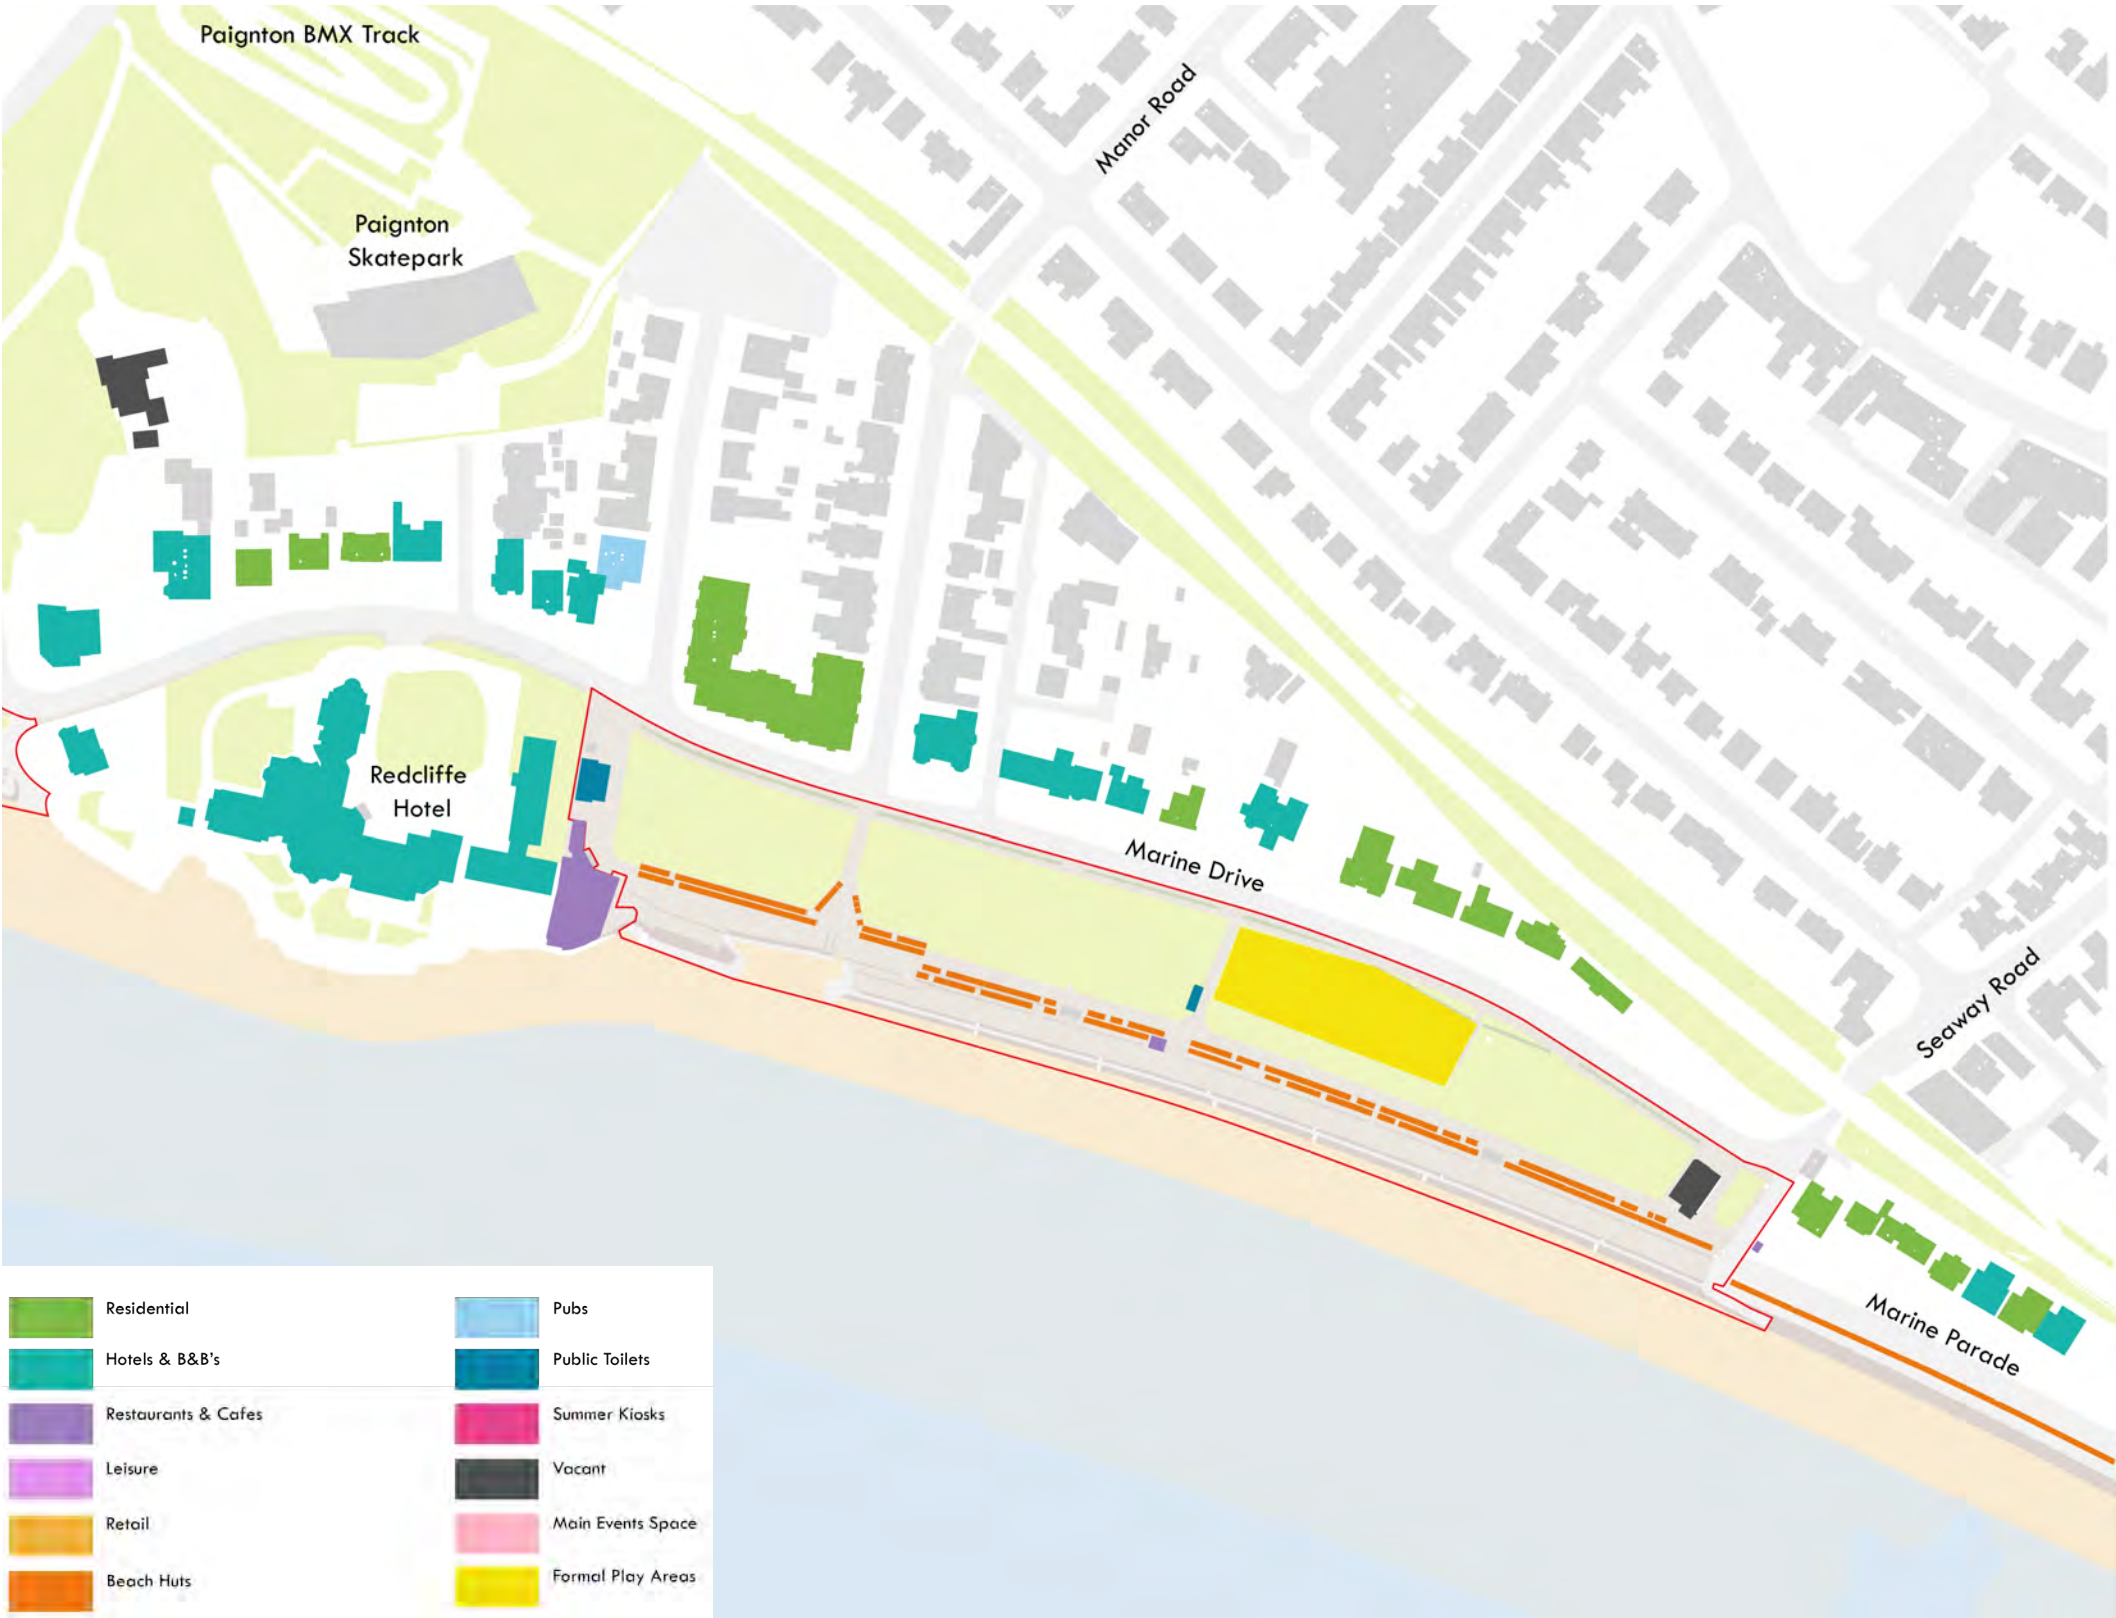 Paignton BMX Track
Manor Road
Paignton
Skatepark
Redcliffe
Hotel
Marine Drive
Seaway Road
Marine Parade
Residential
Hotels & B&B's
Restaurants & Cafes
Leisure
Retail
Beach Huts
Pubs
Public Toilets
Summer Kiosks
Vacant
Main Events Space
Formal Play Areas